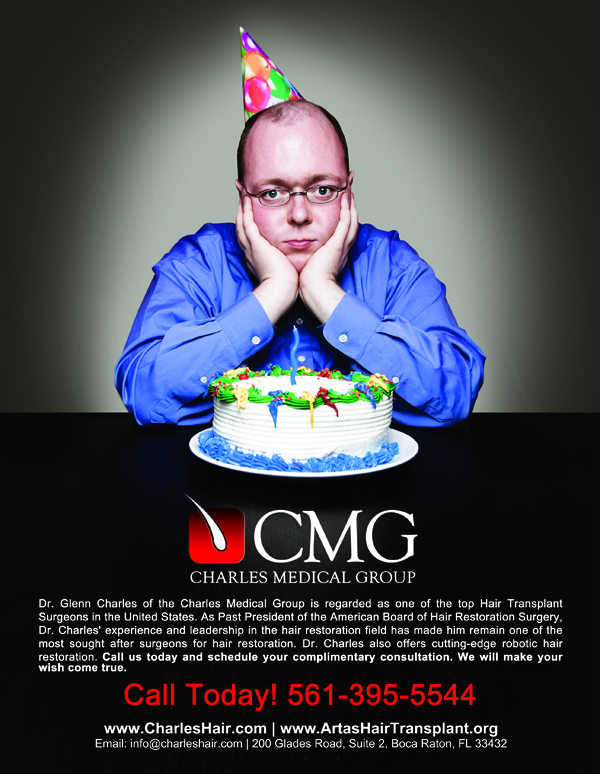 CMG
CHARLES MEDICAL GROUP
Dr. Glenn Charles of the Charles Medical Group is regarded as one of the top Hair Transplant
Surgeons in the United States. As Past President of the American Board of Hair Restoration Surgery,
Dr. Charles' experience and leadership in the hair restoration field has made him remain one of the
most sought after surgeons for hair restoration. Dr. Charles also offers cutting-edge robotic hair
restoration. Call us today and schedule your complimentary consultation. We will make your
wish come true.
Call Today! 561-395-5544
www.CharlesHair.com | www.ArtasHairTransplant.org
Email: info@charleshair.com | 200 Glades Road, Suite 2, Boca Raton, FL 33432